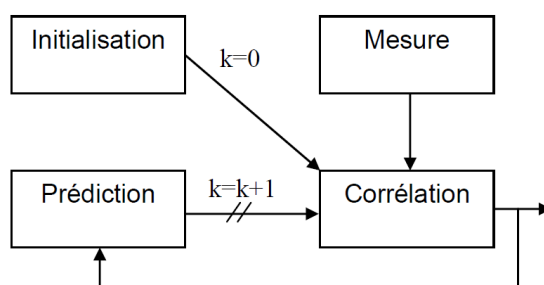 Initialisation
Mesure
k=0
Prédiction
k=k+1
Corrélation